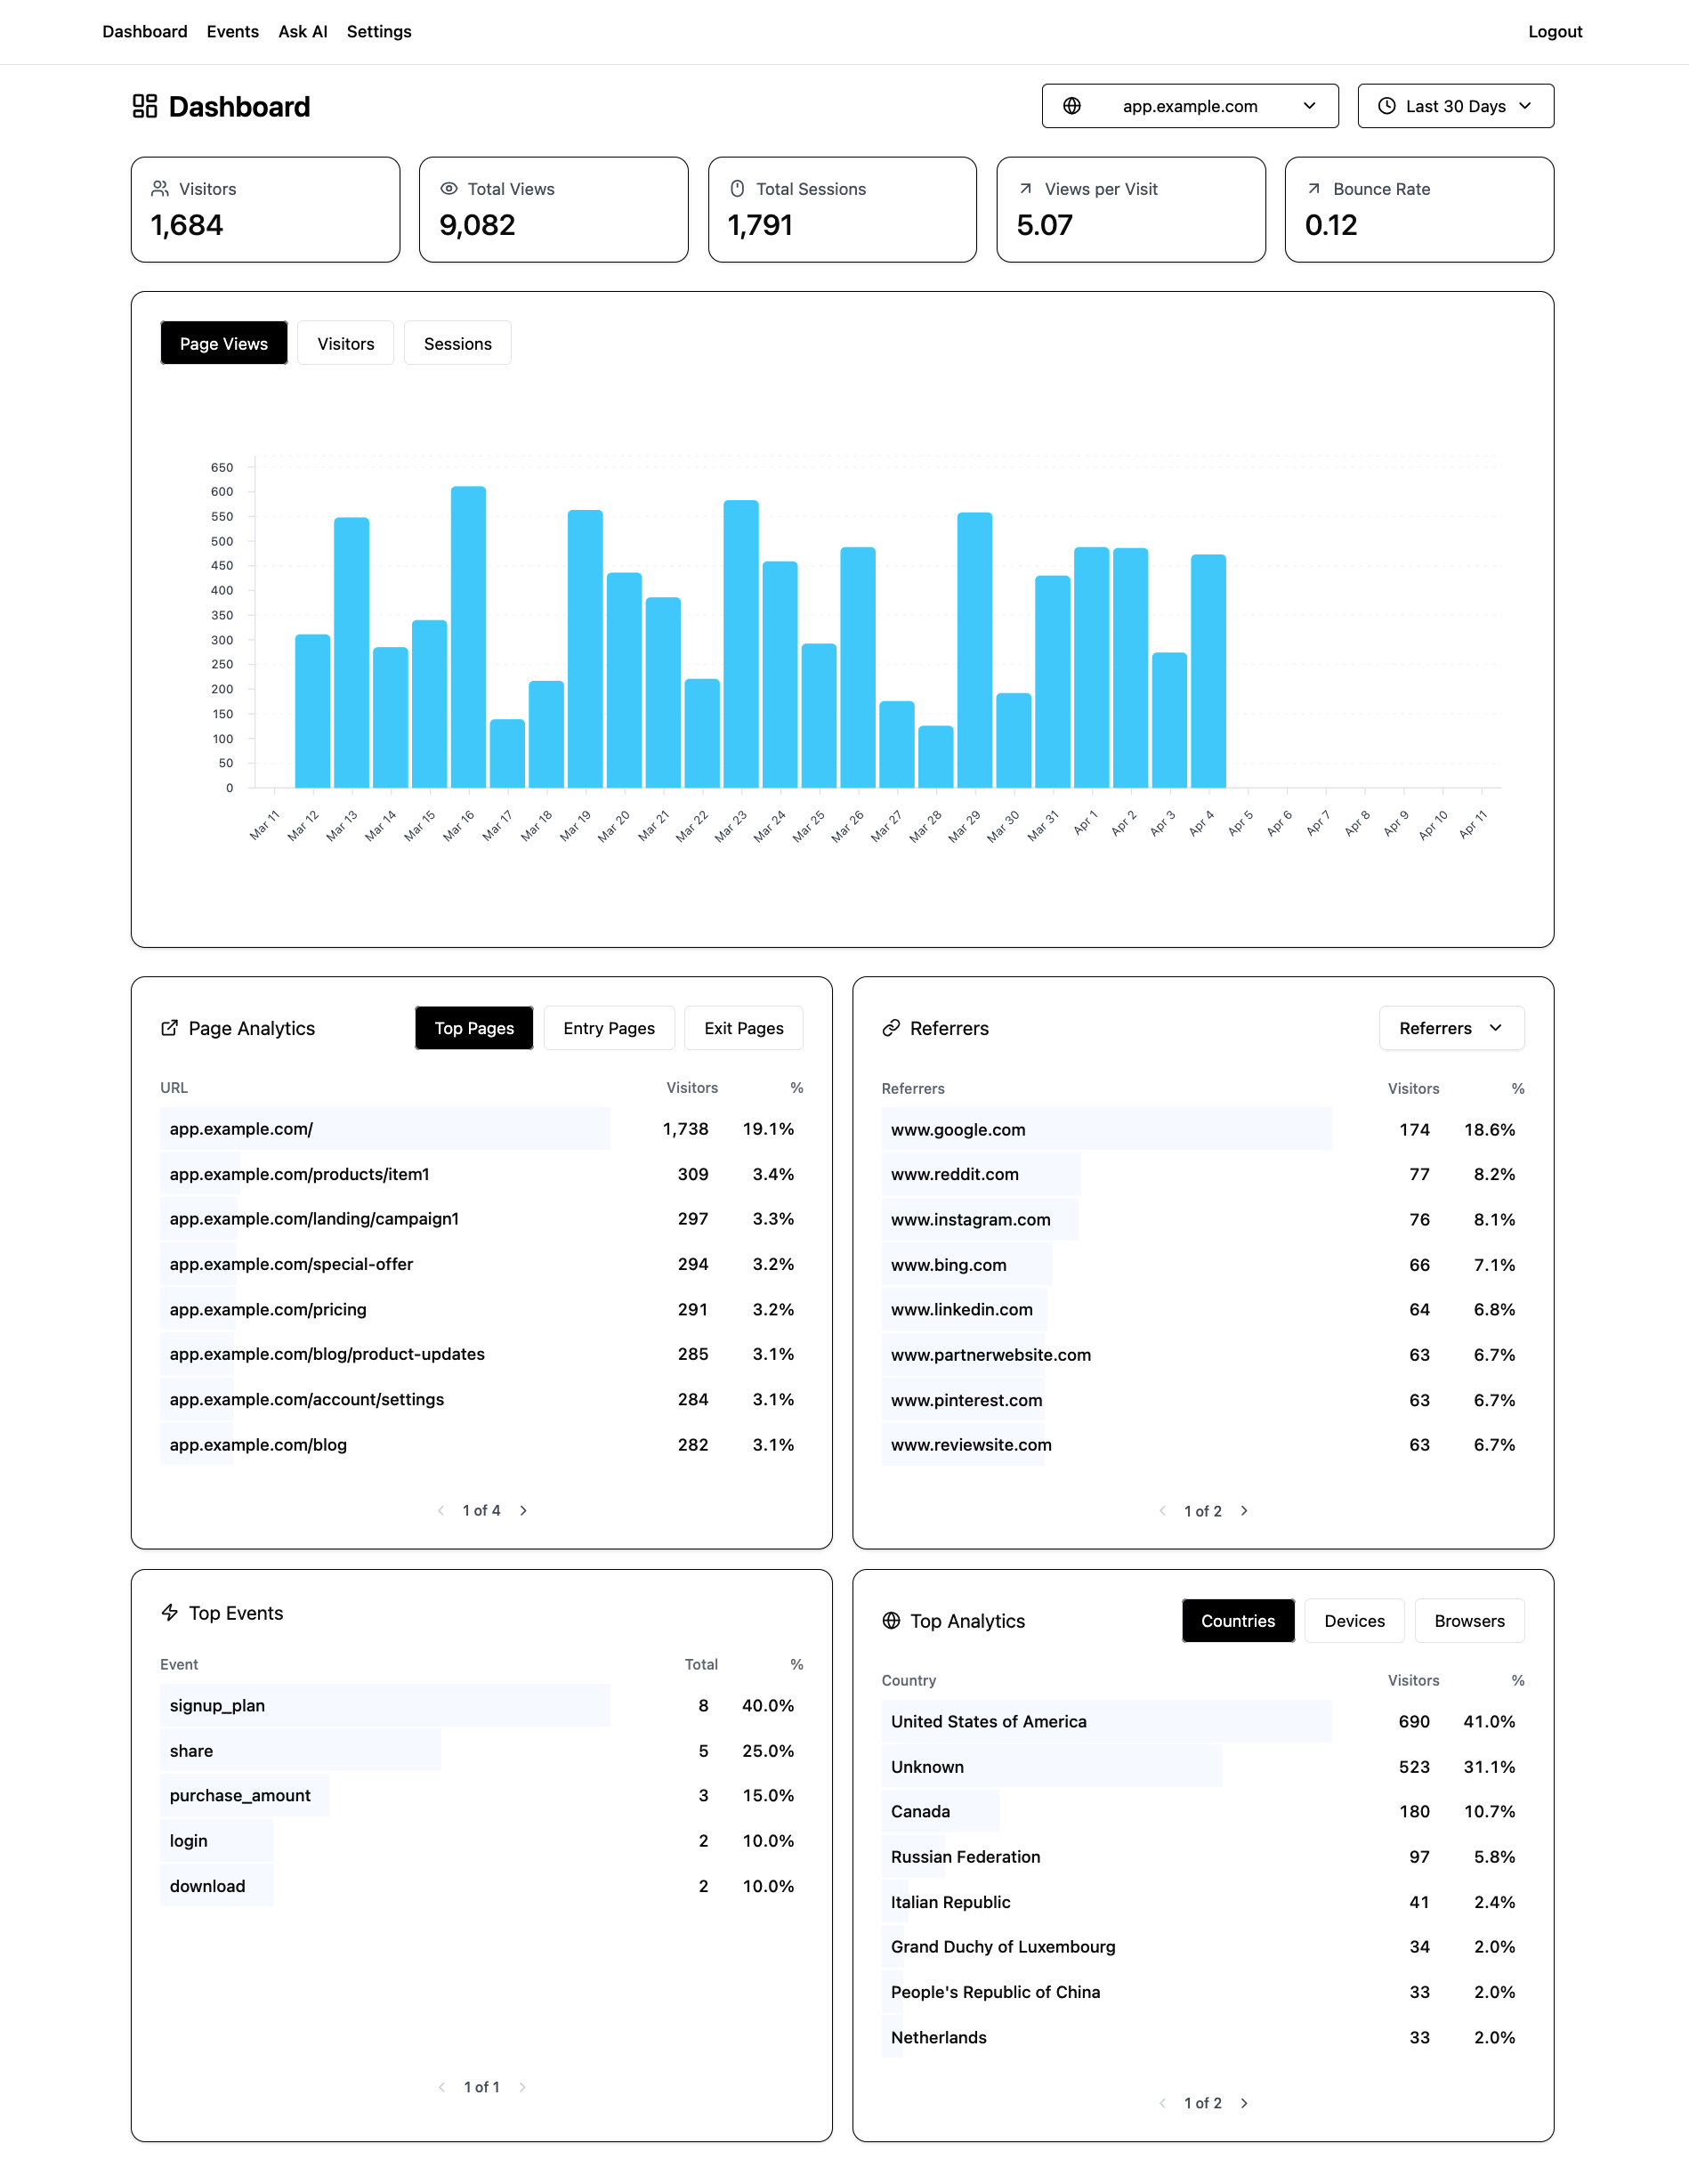 Dashboard Events Ask AI Settings Logout
Dashboard
app.example.com
Last 30 Days
Visitors
1,684
Total Views
9,082
Total Sessions
1,791
Views per Visit
5.07
Bounce Rate
0.12
Page Views Visitors Sessions
650
600
550
500
450
400
350
300
250
200
150
100
50
0
Mar 11 Mar 12 Mar 13 Mar 14 Mar 15 Mar 16 Mar 17 Mar 18 Mar 19 Mar 20 Mar 21 Mar 22 Mar 23 Mar 24 Mar 25 Mar 26 Mar 27 Mar 28 Mar 29 Mar 30 Mar 31 Apr 1 Apr 2 Apr 3 Apr 4 Apr 5 Apr 6 Apr 7 Apr 8 Apr 9 Apr 10 Apr 11
Page Analytics Top Pages Entry Pages Exit Pages
URL Visitors %
app.example.com/ 1,738 19.1%
app.example.com/products/item1 309 3.4%
app.example.com/landing/campaign1 297 3.3%
app.example.com/special-offer 294 3.2%
app.example.com/pricing 291 3.2%
app.example.com/blog/product-updates 285 3.1%
app.example.com/account/settings 284 3.1%
app.example.com/blog 282 3.1%
1 of 4
Referrers Referrers
Referrers Visitors %
www.google.com 174 18.6%
www.reddit.com 77 8.2%
www.instagram.com 76 8.1%
www.bing.com 66 7.1%
www.linkedin.com 64 6.8%
www.partnerwebsite.com 63 6.7%
www.pinterest.com 63 6.7%
www.reviewsite.com 63 6.7%
1 of 2
Top Events
Event Total %
signup_plan 8 40.0%
share 5 25.0%
purchase_amount 3 15.0%
login 2 10.0%
download 2 10.0%
1 of 1
Top Analytics Countries Devices Browsers
Country Visitors %
United States of America 690 41.0%
Unknown 523 31.1%
Canada 180 10.7%
Russian Federation 97 5.8%
Italian Republic 41 2.4%
Grand Duchy of Luxembourg 34 2.0%
People's Republic of China 33 2.0%
Netherlands 33 2.0%
1 of 2